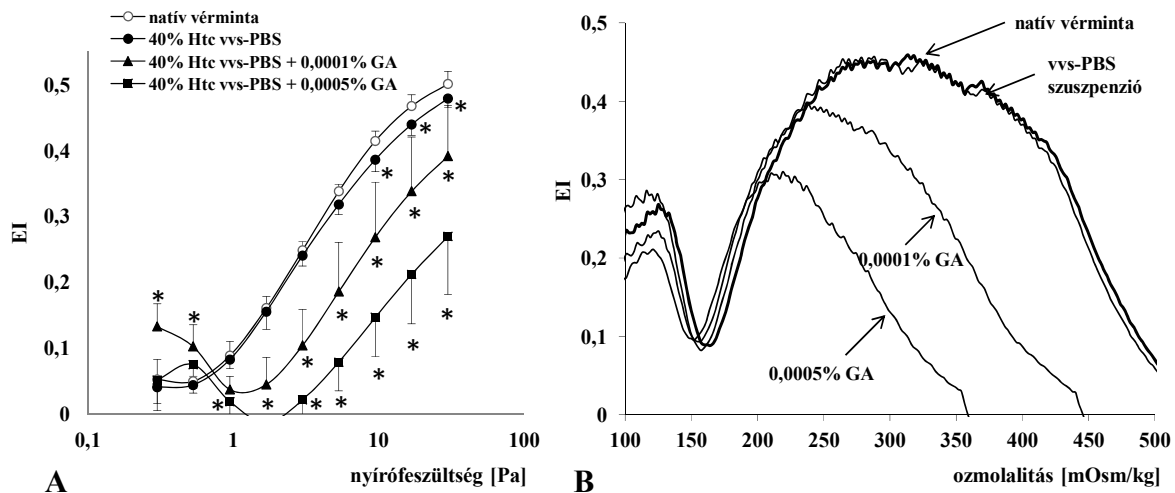 natív vérminta
40% Htc vvs-PBS
40% Htc vvs-PBS + 0,0001% GA
40% Htc vvs-PBS + 0,0005% GA
0,5
0,4
0,3
0,2
0,1
0
EI
* * * * * * * * * * * * * * * * * *
0,1 1 10 100
nyírófeszültség [Pa]
A
0,5
0,4
0,3
0,2
0,1
0
EI
natív vérminta
vvs-PBS
szuszpenzió
0,0001% GA
0,0005% GA
100 150 200 250 300 350 400 450 500
ozmolalitás [mOsm/kg]
B